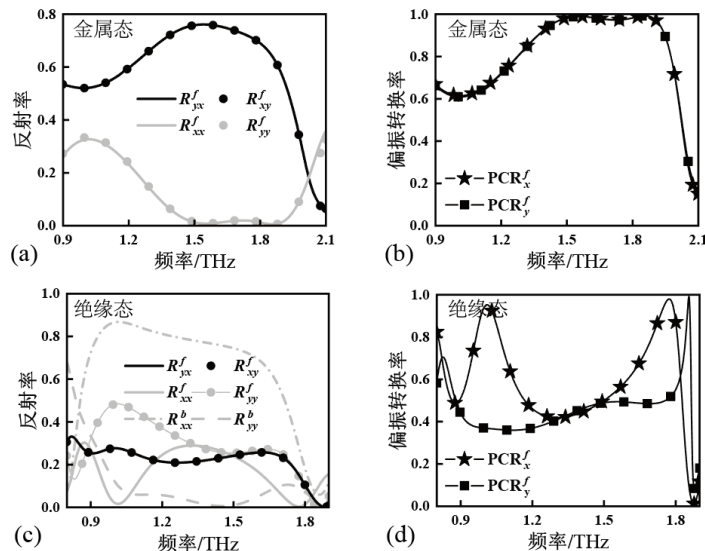 金属态
反射率
0.8
0.6
0.4
0.2
0.0
R^f_yx R^f_xy
R^f_xx R^f_yy
0.9 1.2 1.5 1.8 2.1
频率/THz
(a)
金属态
偏振转换率
1.0
0.8
0.6
0.4
0.2
0.0
PCR^f_x
PCR^f_y
0.9 1.2 1.5 1.8 2.1
频率/THz
(b)
绝缘态
反射率
1.0
0.8
0.6
0.4
0.2
0.0
R^f_yx R^f_xy
R^f_xx R^f_yy
R^b_xx R^b_yy
0.9 1.2 1.5 1.8
频率/THz
(c)
绝缘态
偏振转换率
1.0
0.8
0.6
0.4
0.2
0.0
PCR^f_x
PCR^f_y
0.9 1.2 1.5 1.8
频率/THz
(d)